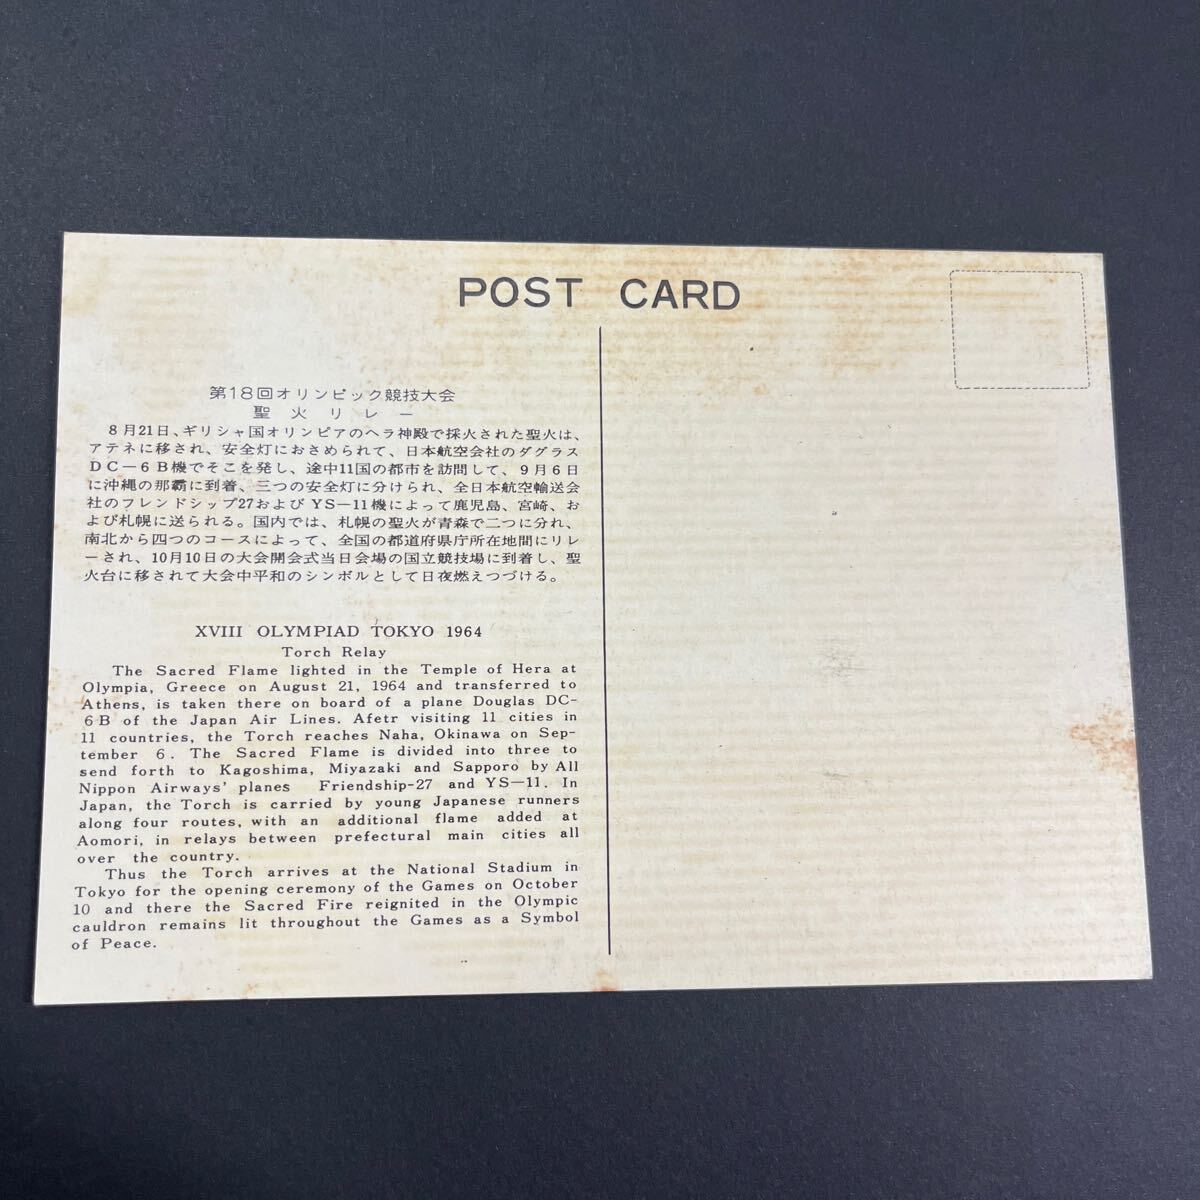 POST CARD
第18回オリンピック競技大会
聖火リレー
8月21日、ギリシャ国オリンピアのヘラ神殿で採火された聖火は、
アテネに移され、安全灯におさめられて、日本航空会社のダグラス
DC－6B機でそこを発し、途中11国の都市を訪問して、9月6日
に沖縄の那覇に到着、三つの安全灯に分けられ、全日本航空輸送会
社のフレンドシップ27およびYS－11機によって鹿児島、宮崎、お
よび札幌に送られる。国内では、札幌の聖火が青森で二つに分れ、
南北から四つのコースによって、全国の都道府県庁所在地間にリレ
ーされ、10月10日の大会開会式当日会場の国立競技場に到着し、聖
火台に移されて大会中平和のシンボルとして日夜燃えつづける。
XVIII OLYMPIAD TOKYO 1964
Torch Relay
The Sacred Flame lighted in the Temple of Hera at
Olympia, Greece on August 21, 1964 and transferred to
Athens, is taken there on board of a plane Douglas DC-
6B of the Japan Air Lines. Afetr visiting 11 cities in
11 countries, the Torch reaches Naha, Okinawa on Sep-
tember 6. The Sacred Flame is divided into three to
send forth to Kagoshima, Miyazaki and Sapporo by All
Nippon Airways' planes Friendship-27 and YS—11. In
Japan, the Torch is carried by young Japanese runners
along four routes, with an additional flame added at
Aomori, in relays between prefectural main cities all
over the country.
Thus the Torch arrives at the National Stadium in
Tokyo for the opening ceremony of the Games on October
10 and there the Sacred Fire reignited in the Olympic
cauldron remains lit throughout the Games as a Symbol
of Peace.